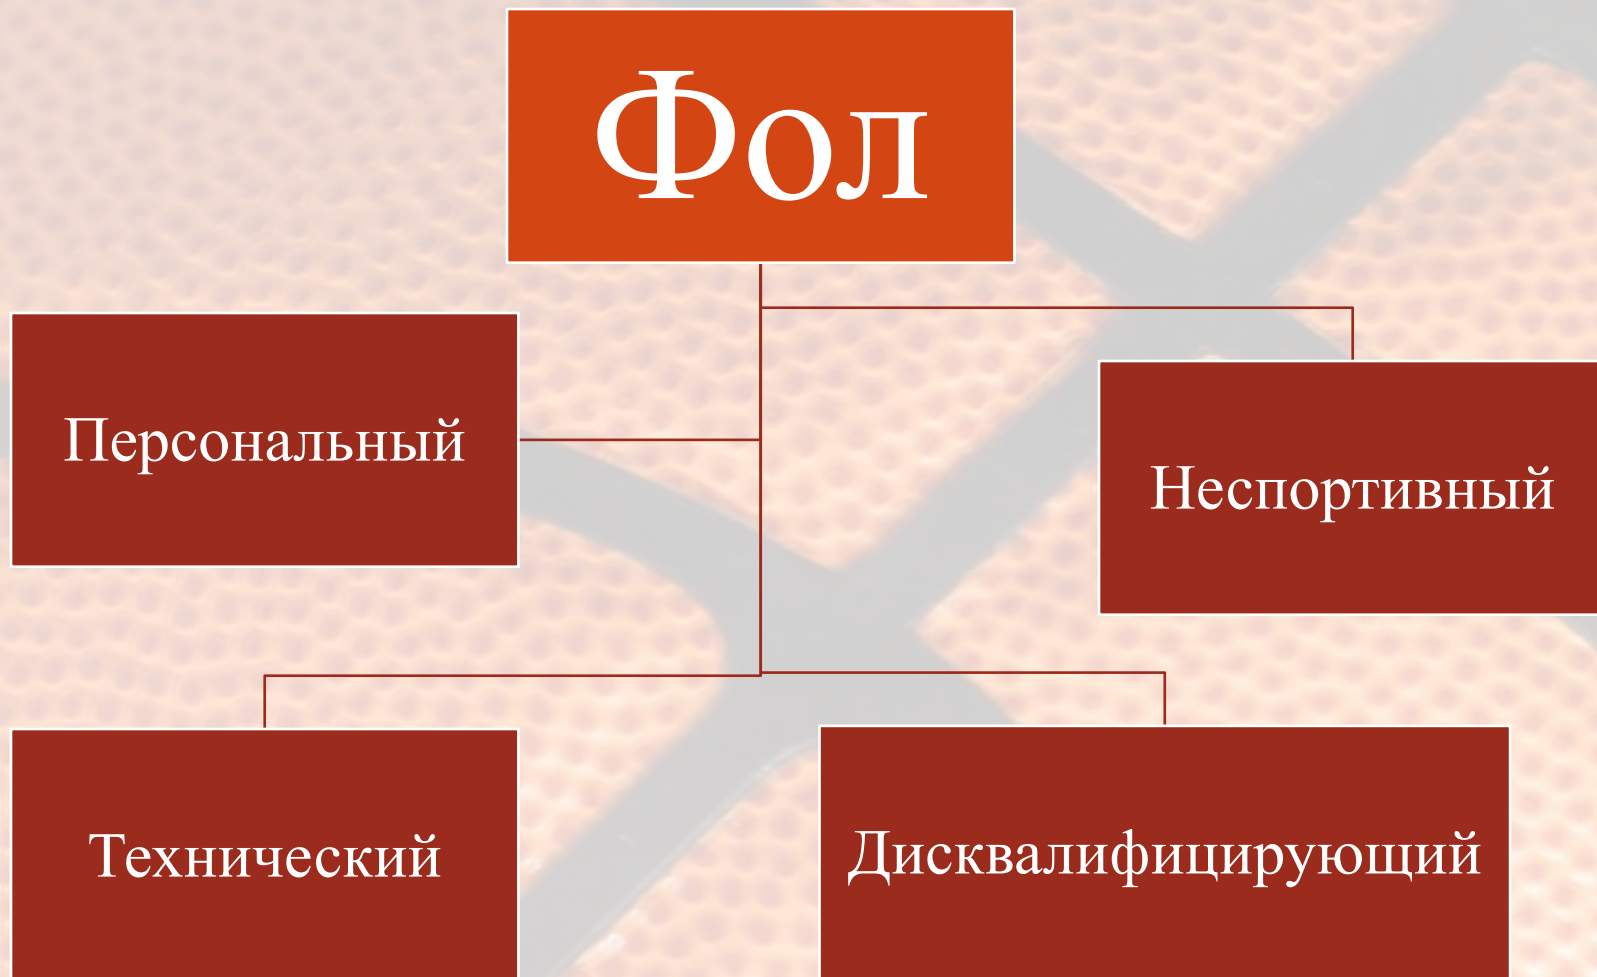 Фол
Персональный
Неспортивный
Технический
Дисквалифицирующий